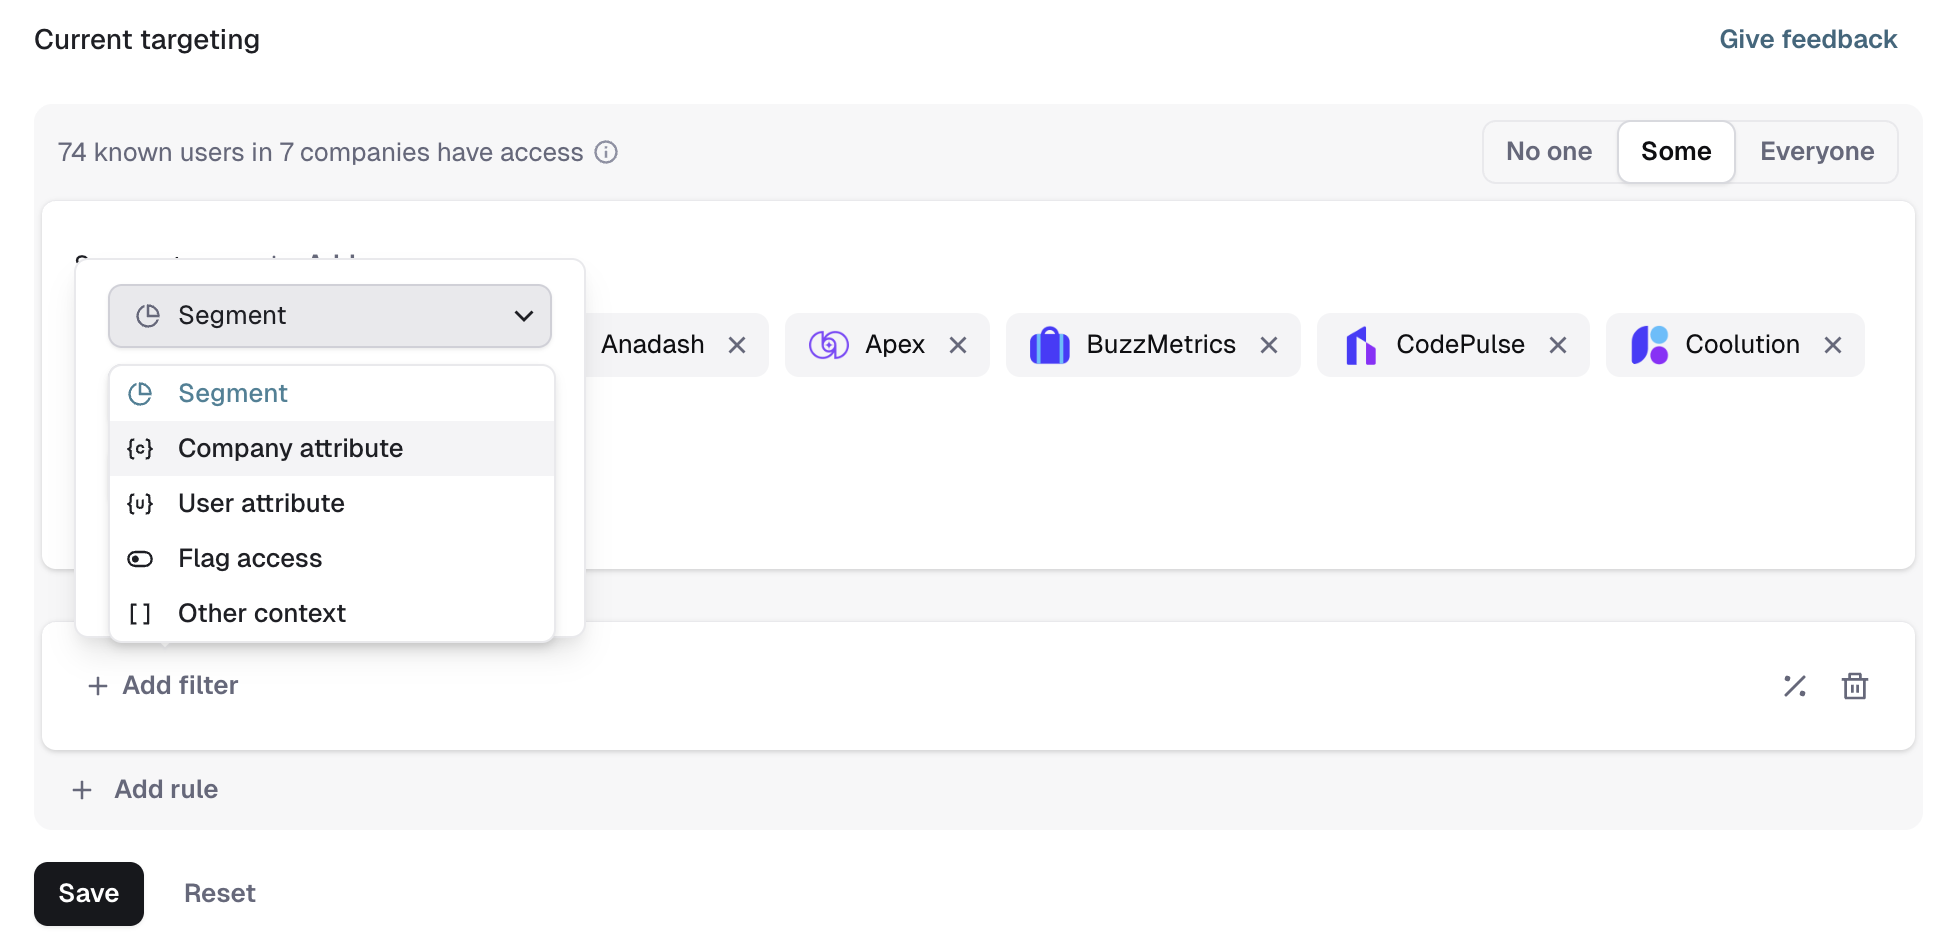 Current targeting
Give feedback
74 known users in 7 companies have access
No one Some Everyone
Segment
Anadash Apex BuzzMetrics CodePulse Coolution
Segment
{c} Company attribute
{u} User attribute
Flag access
[ ] Other context
+ Add filter
+ Add rule
Save Reset